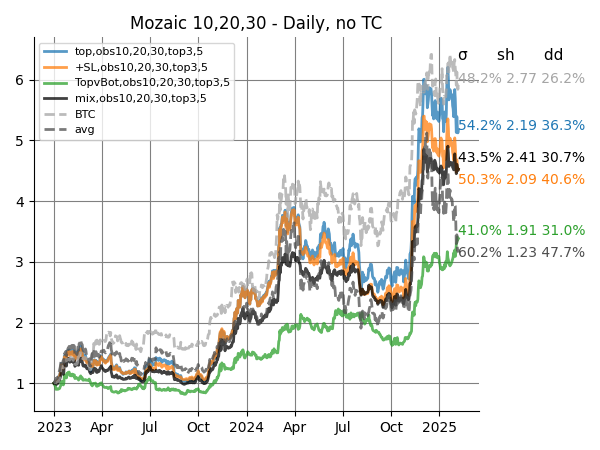 Mozaic 10,20,30 - Daily, no TC
top,obs10,20,30,top3,5
+SL,obs10,20,30,top3,5
TopvBot,obs10,20,30,top3,5
mix,obs10,20,30,top3,5
BTC
avg
σ sh dd
48.2% 2.77 26.2%
54.2% 2.19 36.3%
43.5% 2.41 30.7%
50.3% 2.09 40.6%
41.0% 1.91 31.0%
60.2% 1.23 47.7%
6
5
4
3
2
1
2023 Apr Jul Oct 2024 Apr Jul Oct 2025